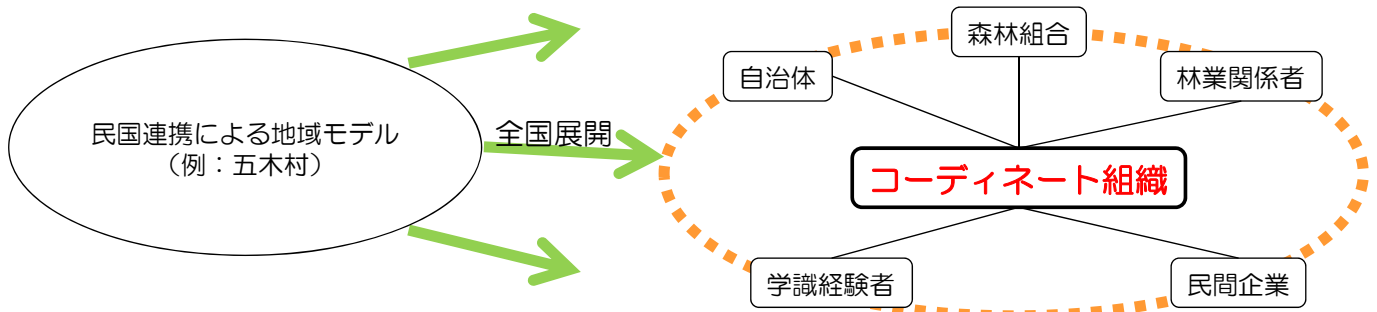 民国連携による地域モデル
（例：五木村）
全国展開
森林組合
自治体
林業関係者
コーディネート組織
学識経験者
民間企業